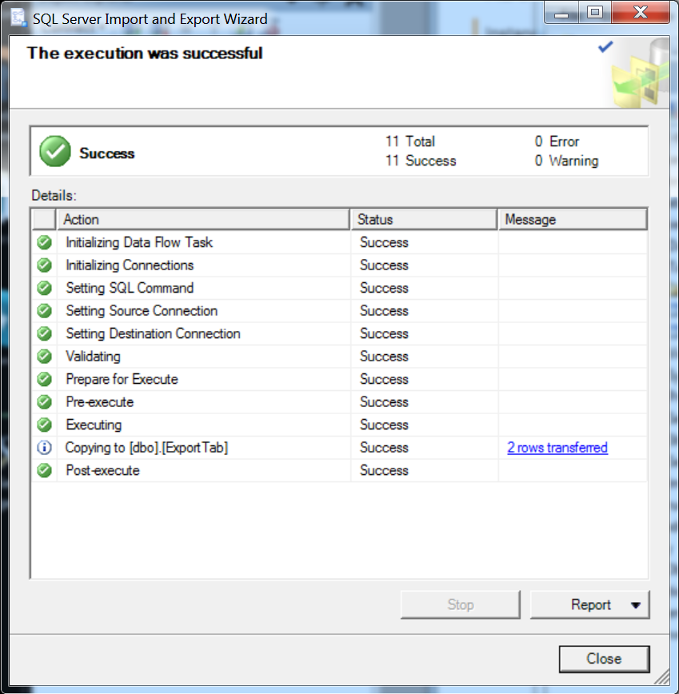 SQL Server Import and Export Wizard
The execution was successful
Success
11 Total 0 Error
11 Success 0 Warning
Details:
Action Status Message
Initializing Data Flow Task Success
Initializing Connections Success
Setting SQL Command Success
Setting Source Connection Success
Setting Destination Connection Success
Validating Success
Prepare for Execute Success
Pre-execute Success
Executing Success
Copying to [dbo].[ExportTab] Success 2 rows transferred
Post-execute Success
Stop Report
Close